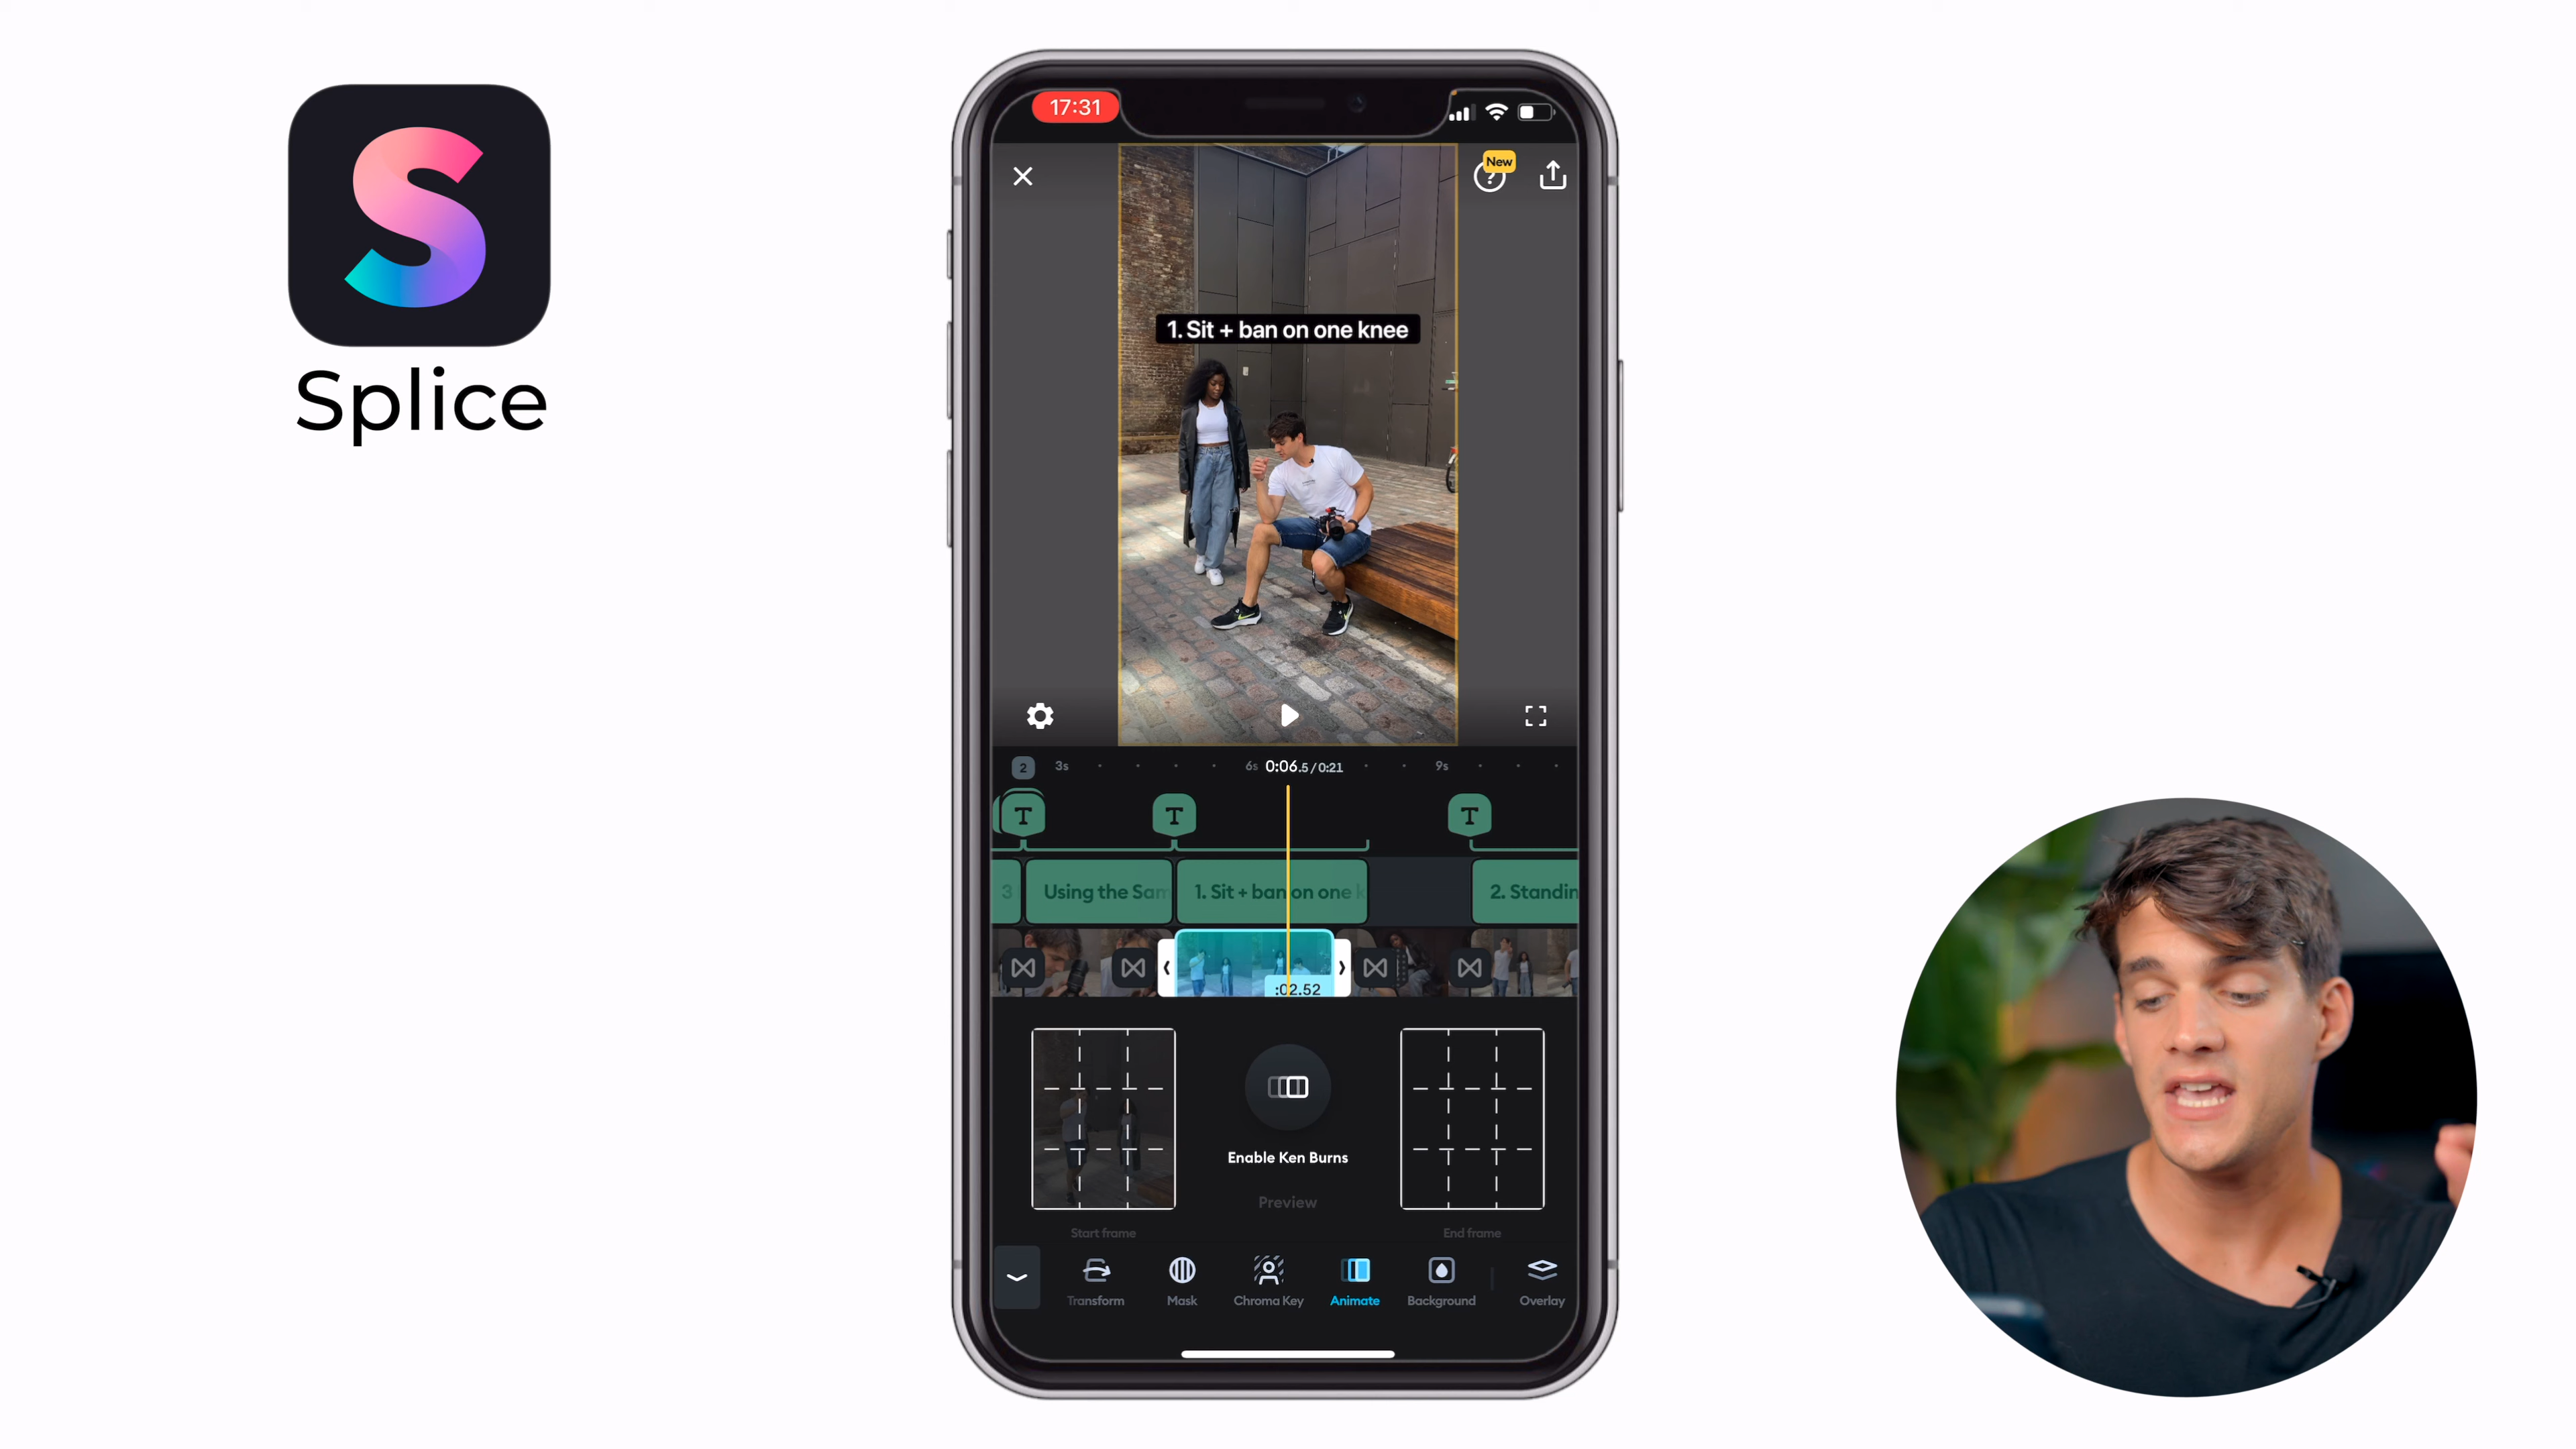 Splice
17:31
New
1. Sit + ban on one knee
2
3s
6s
0:06.5/0:21
9s
T
T
T
3
Using the Sam
1. Sit + ban on one k
2. Standin
:02.52
Enable Ken Burns
Preview
Start frame
End frame
Transform
Mask
Chroma Key
Animate
Background
Overlay